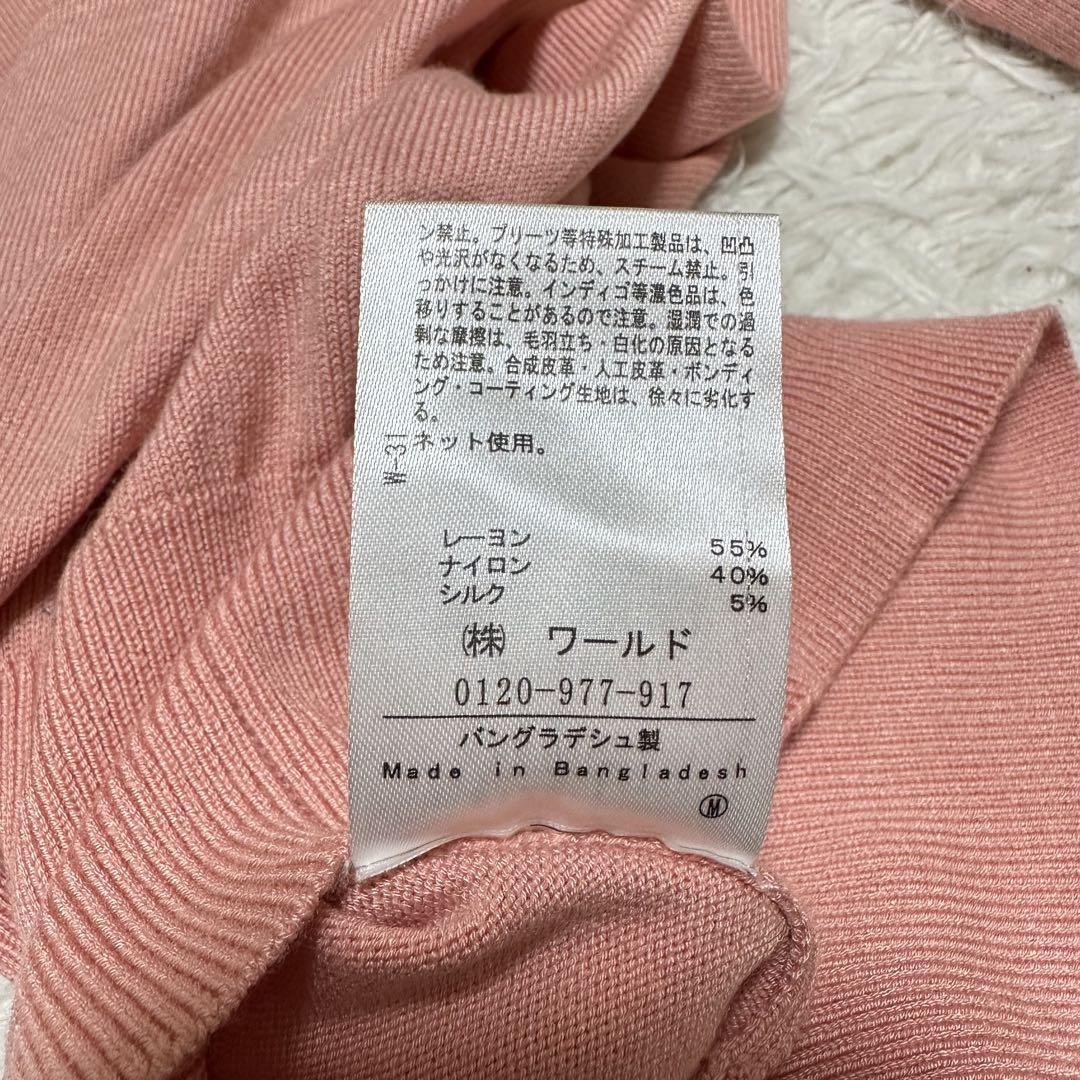 ン禁止。プリーツ等特殊加工製品は、凹凸
や光沢がなくなるため、スチーム禁止。引
っかけに注意。インディゴ等濃色品は、色
移りすることがあるので注意。湿潤での過
剰な摩擦は、毛羽立ち・白化の原因となる
ため注意。合成皮革・人工皮革・ボンディ
ング・コーティング生地は、徐々に劣化す
る。
ネット使用。
W-31
レーヨン 55%
ナイロン 40%
シルク 5%
㈱ ワールド
0120-977-917
バングラデシュ製
Made in Bangladesh
Ⓜ